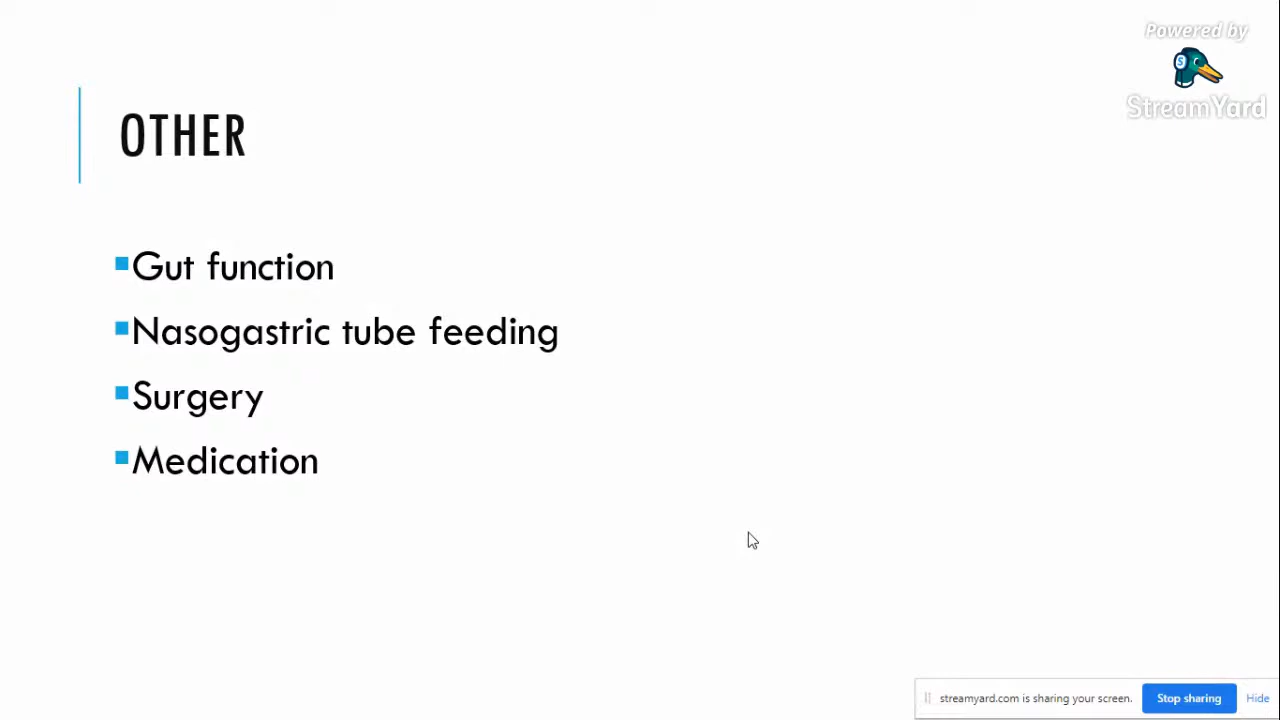 Powered by
StreamYard
OTHER
Gut function
Nasogastric tube feeding
Surgery
Medication
streamyard.com is sharing your screen.
Stop sharing
Hide